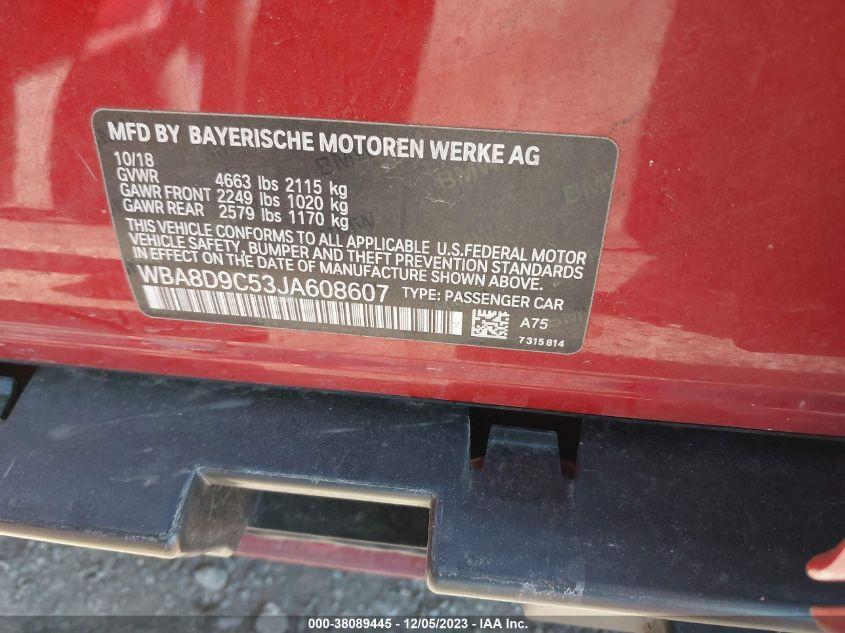 MFD BY BAYERISCHE MOTOREN WERKE AG
10/18
GVWR 4663 lbs 2115 kg
GAWR FRONT 2249 lbs 1020 kg
GAWR REAR 2579 lbs 1170 kg
THIS VEHICLE CONFORMS TO ALL APPLICABLE U.S.FEDERAL MOTOR
VEHICLE SAFETY, BUMPER AND THEFT PREVENTION STANDARDS
IN EFFECT ON THE DATE OF MANUFACTURE SHOWN ABOVE.
WBA8D9C53JA608607 TYPE: PASSENGER CAR
A75
7315814
000-38089445 - 12/05/2023 - IAA Inc.